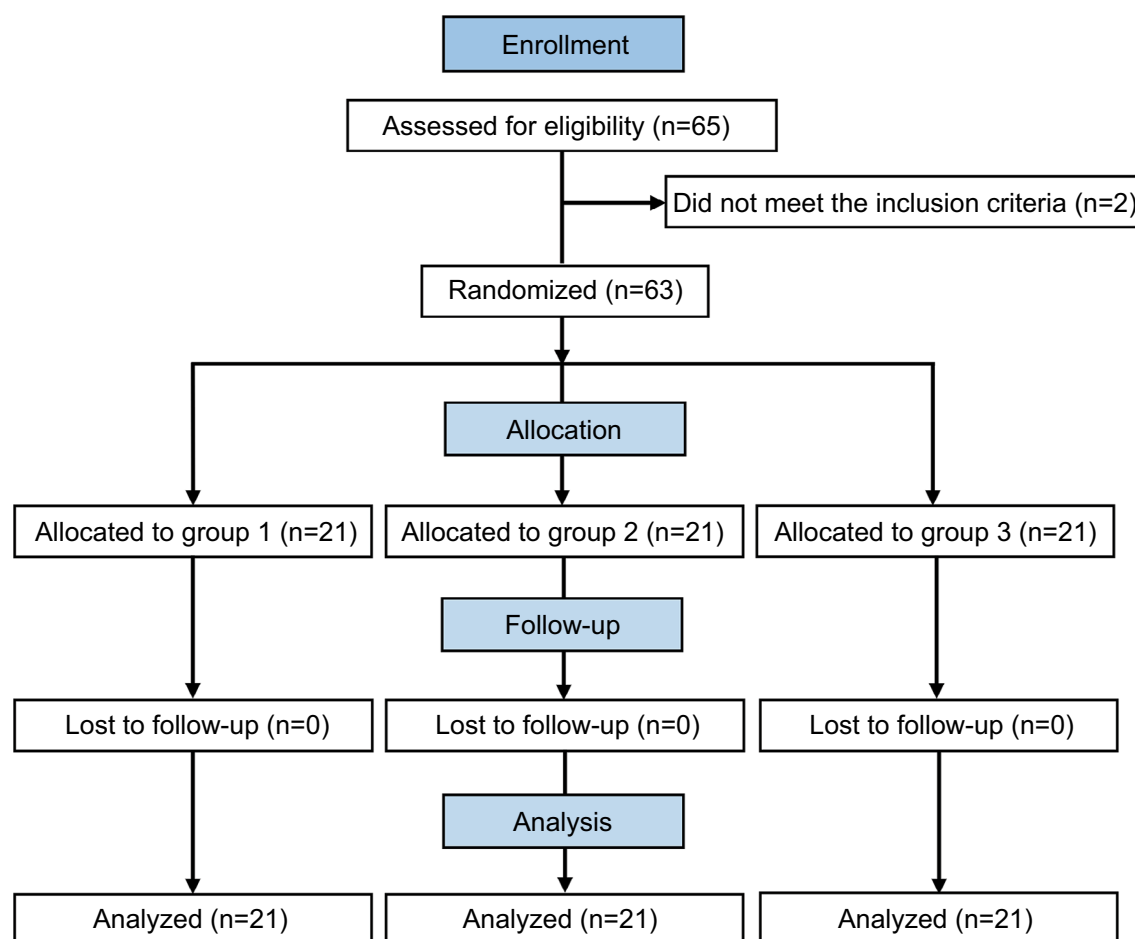 Enrollment
Assessed for eligibility (n=65)
Did not meet the inclusion criteria (n=2)
Randomized (n=63)
Allocation
Allocated to group 1 (n=21)
Allocated to group 2 (n=21)
Allocated to group 3 (n=21)
Follow-up
Lost to follow-up (n=0)
Lost to follow-up (n=0)
Lost to follow-up (n=0)
Analysis
Analyzed (n=21)
Analyzed (n=21)
Analyzed (n=21)